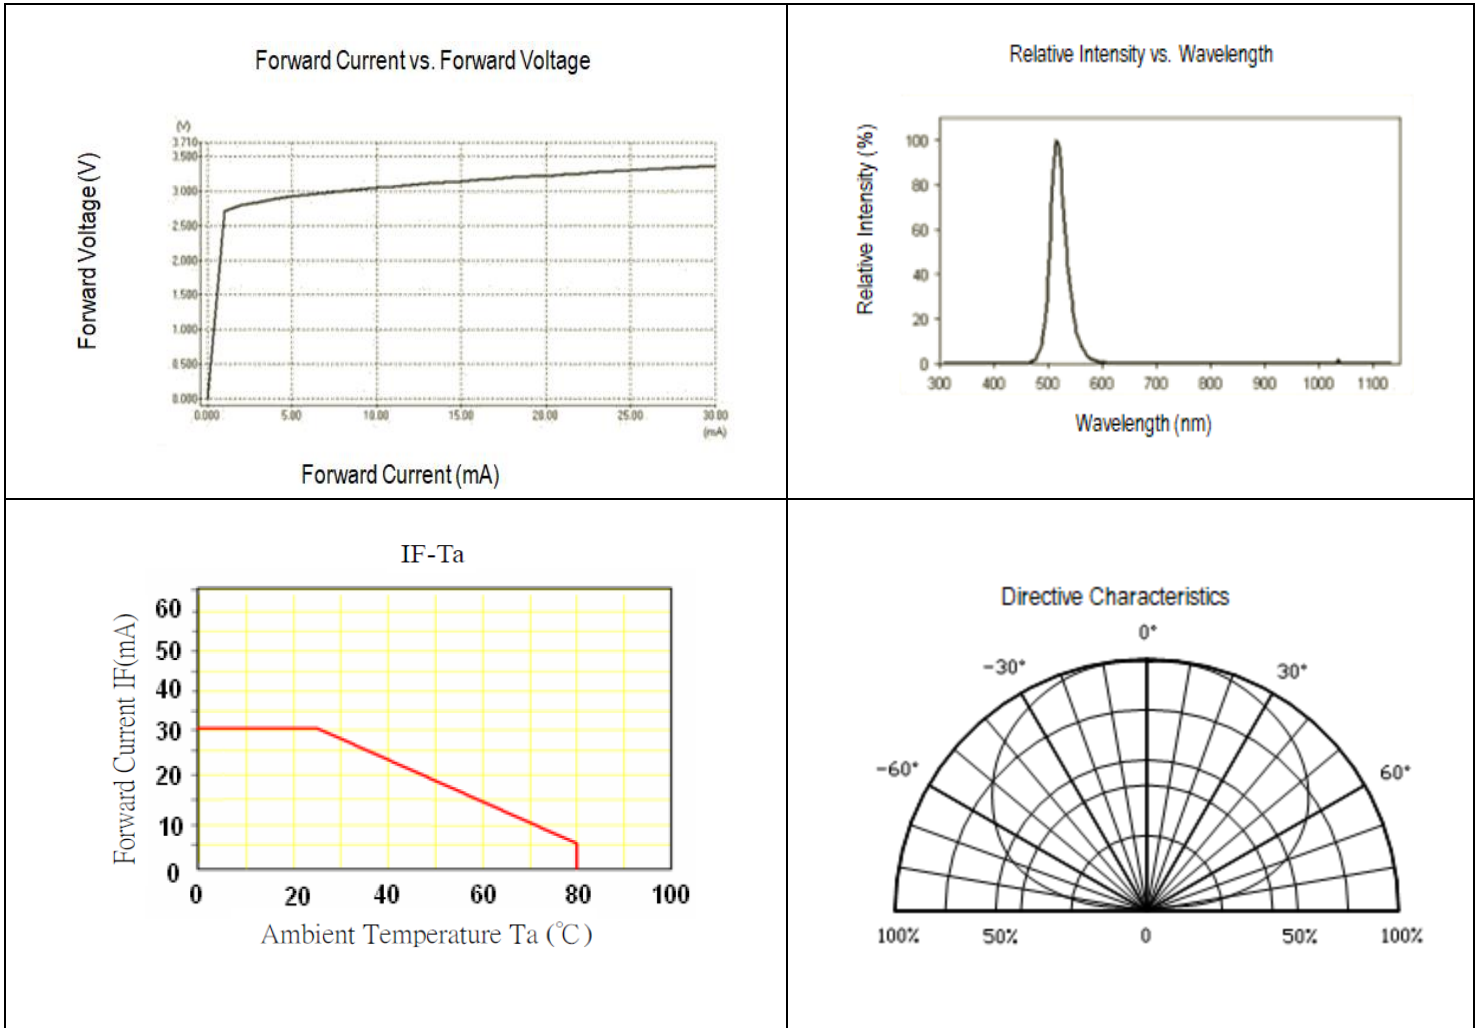 Forward Current vs. Forward Voltage
(V)
Forward Voltage (V)
3.710
3.500
3.000
2.500
2.000
1.500
1.000
0.500
0.000
0.000 5.00 10.00 15.00 20.00 25.00 30.00
(mA)
Forward Current (mA)
Relative Intensity vs. Wavelength
Relative Intensity (%)
100
80
60
40
20
0
300 400 500 600 700 800 900 1000 1100
Wavelength (nm)
IF-Ta
Forward Current IF(mA)
60
50
40
30
20
10
0
0 20 40 60 80 100
Ambient Temperature Ta (℃)
Directive Characteristics
0°
-30° 30°
-60° 60°
100% 50% 0 50% 100%